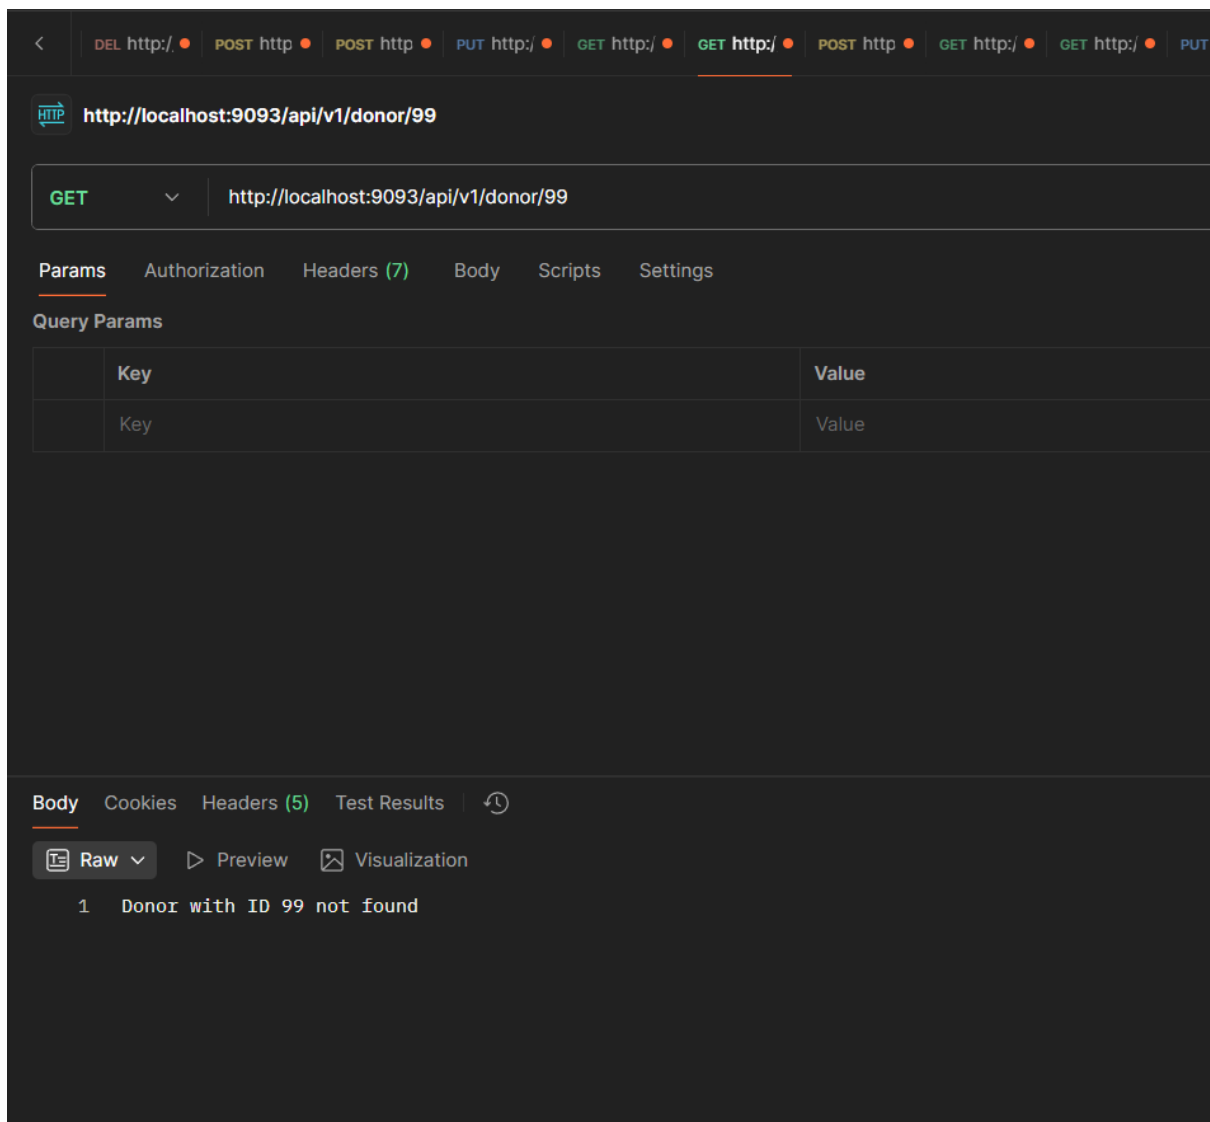 DEL http:/ POST http POST http PUT http:/ GET http:/ GET http:/ POST http GET http:/ GET http:/ PUT
HTTP http://localhost:9093/api/v1/donor/99
GET http://localhost:9093/api/v1/donor/99
Params Authorization Headers (7) Body Scripts Settings
Query Params
Key Value
Key Value
Body Cookies Headers (5) Test Results
Raw Preview Visualization
1 Donor with ID 99 not found